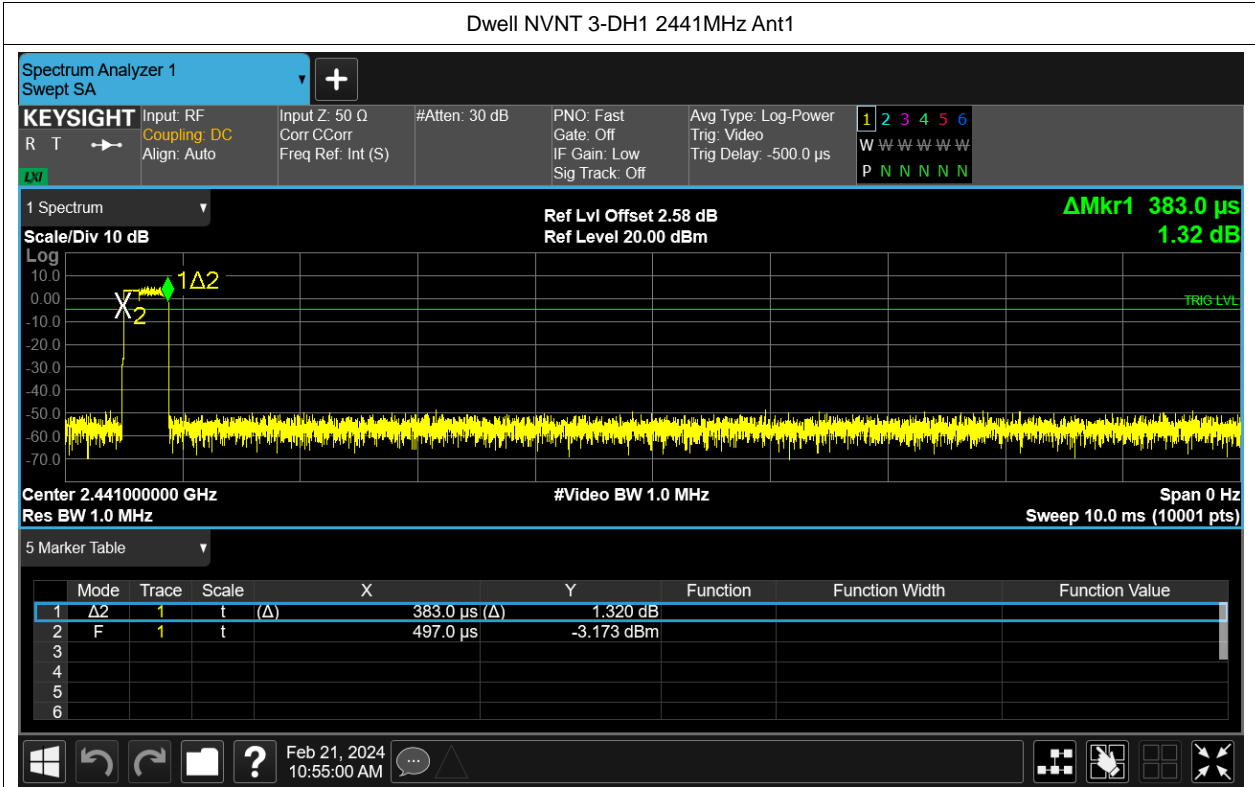 Dwell NVNT 3-DH1 2441MHz Ant1
Spectrum Analyzer 1
Swept SA
KEYSIGHT
R T
LXI
Input: RF
Coupling: DC
Align: Auto
Input Z: 50 Ω
Corr CCorr
Freq Ref: Int (S)
#Atten: 30 dB
PNO: Fast
Gate: Off
IF Gain: Low
Sig Track: Off
Avg Type: Log-Power
Trig: Video
Trig Delay: -500.0 µs
1 2 3 4 5 6
W W W W W W
P N N N N N
1 Spectrum
Scale/Div 10 dB
Ref Lvl Offset 2.58 dB
Ref Level 20.00 dBm
ΔMkr1 383.0 µs
1.32 dB
Log
10.0
0.00
-10.0
-20.0
-30.0
-40.0
-50.0
-60.0
-70.0
1Δ2
X2
TRIG LVL
Center 2.441000000 GHz
#Video BW 1.0 MHz
Span 0 Hz
Res BW 1.0 MHz
Sweep 10.0 ms (10001 pts)
5 Marker Table
Mode Trace Scale X Y Function Function Width Function Value
1 Δ2 1 t (Δ) 383.0 µs (Δ) 1.320 dB
2 F 1 t 497.0 µs -3.173 dBm
3
4
5
6
?
Feb 21, 2024
10:55:00 AM